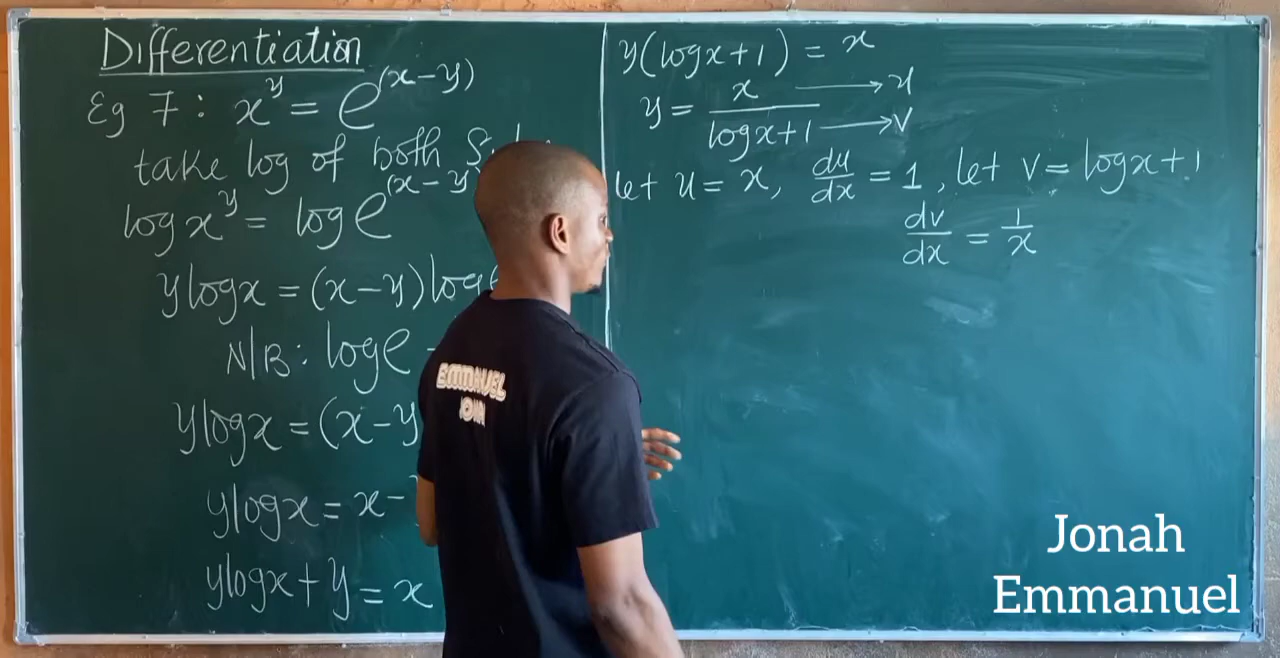 Differentiation
Eg 7: x^y = e^(x-y)
take log of both
log x^y = log e^(x-y
ylogx = (x-y)log
N/B: loge
ylogx = (x-y
ylogx = x-
ylogx + y = x
y(logx+1) = x
y = x/(logx+1) → u → v
let u = x, du/dx = 1, let v = logx+1
dv/dx = 1/x
EMMANUEL
Jonah
Emmanuel